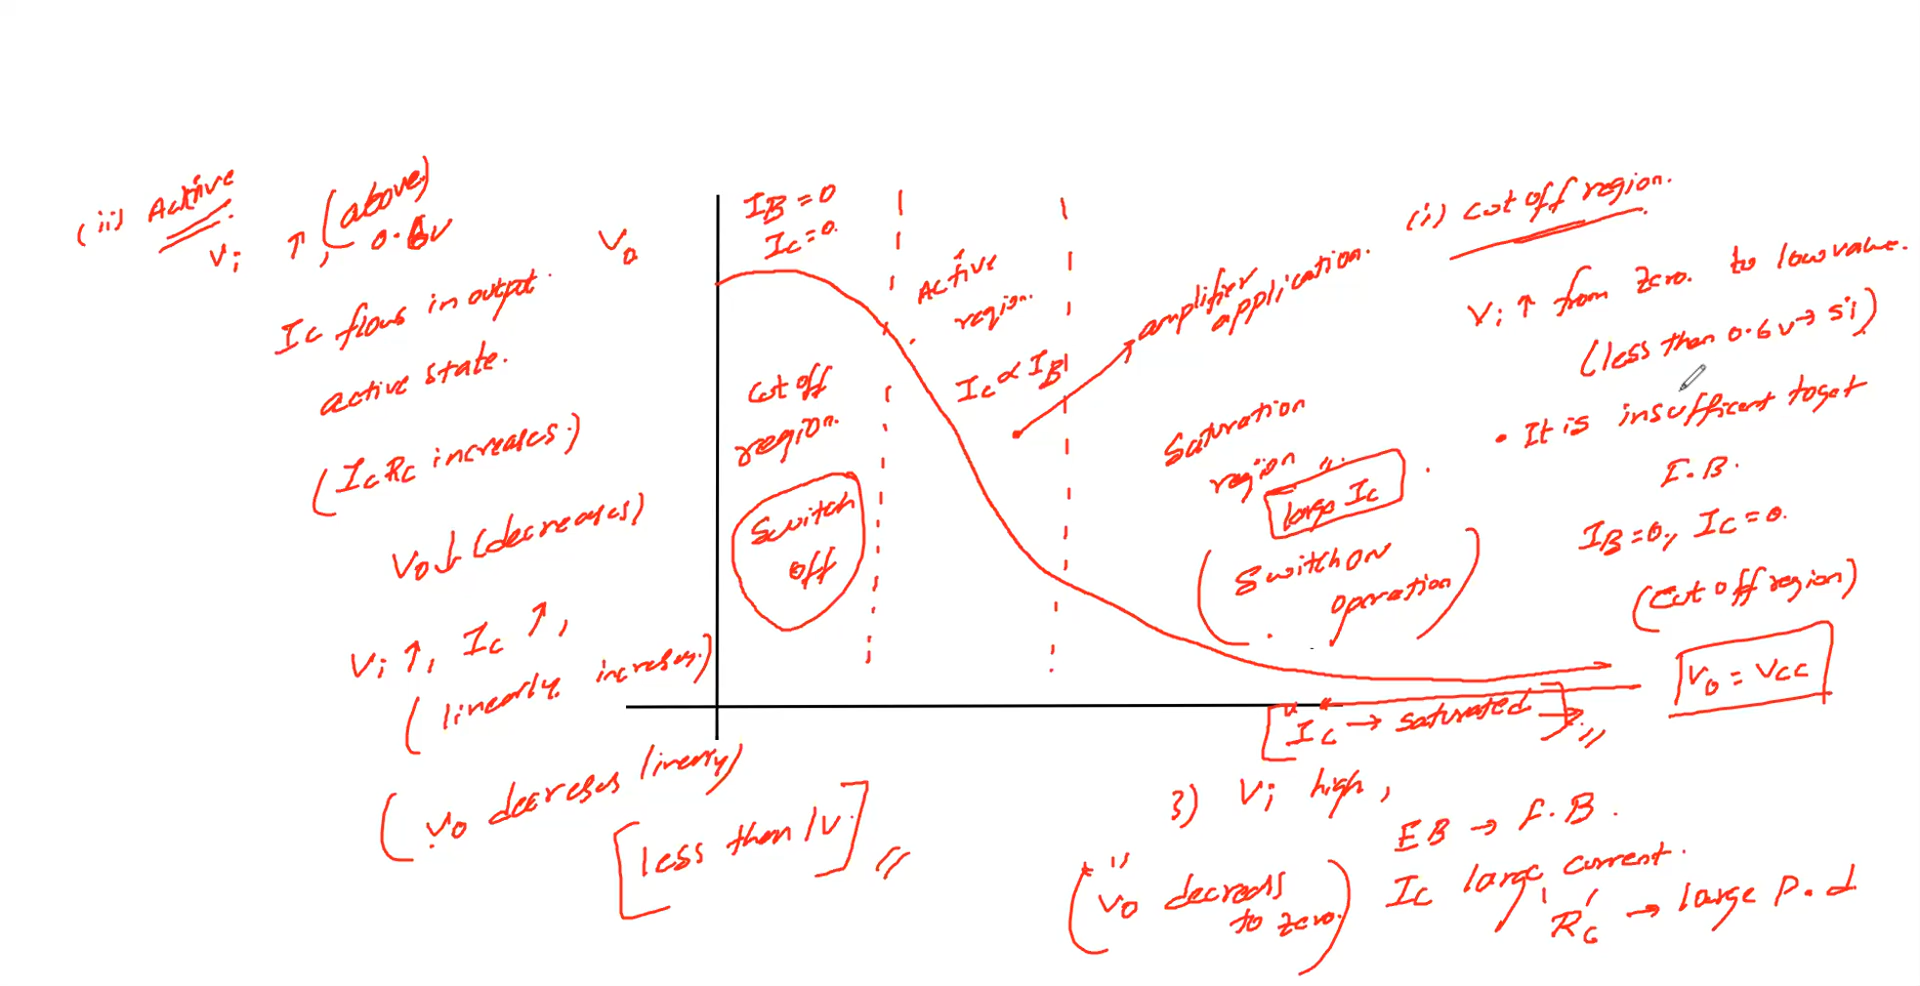 (ii) Active
Vi ↑, (above)
0.6v
Ic flows in output.
active state.
(Ic Rc increases.)
Vo↓ (decreases)
Vi ↑, Ic ↑,
(linearly increases.)
(Vo decreases linearly)
[less than 1V]
Vo
IB = 0
Ic = 0.
Cut off
region.
Switch
off
Active
region.
Ic ∝ IB
amplifier
application.
Saturation
region
large Ic
(Switch ON
operation)
[Ic → saturated]
(i) Cut off region.
Vi ↑ from zero. to low value.
(less than 0.6v → Si)
• It is insufficient to get
F.B.
IB = 0, Ic = 0.
(Cut off region)
Vo = Vcc
3) Vi high,
EB → F.B.
Ic large current.
Rc → large p.d
(Vo decreases
to zero.)